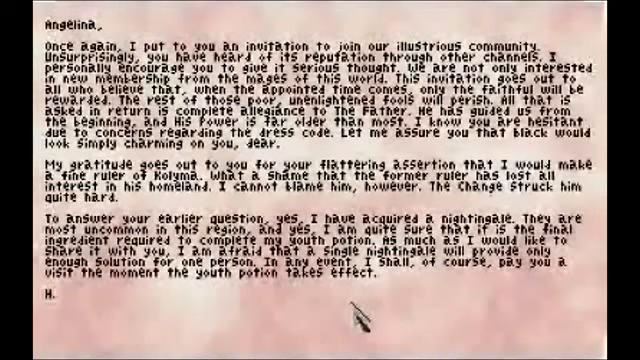 Angelina,
Once again, I put to you an invitation to join our illustrious community.
Unsurprisingly, you have heard of its reputation through other channels. I
personally encourage you to give it serious thought. We are not only interested
in new membership from the mages of this world. This invitation goes out to
all who believe that, when the appointed time comes, only the faithful will be
rewarded. The rest of those poor, unenlightened fools will perish. All that is
asked in return is complete allegiance to The Father. He has guided us from
the beginning, and His power is far older than most. I know you are hesitant
due to concerns regarding the dress code. Let me assure you that black would
look simply charming on you, dear.
My gratitude goes out to you for your flattering assertion that I would make
a fine ruler of Kolyma. What a shame that the former ruler has lost all
interest in his homeland. I cannot blame him, however. The Change struck him
quite hard.
To answer your earlier question, yes, I have acquired a nightingale. They are
most uncommon in this region, and yes, I am quite sure that it is the final
ingredient required to complete my youth potion. As much as I would like to
share it with you, I am afraid that a single nightingale will provide only
enough solution for one person. In any event, I shall, of course, pay you a
visit the moment the youth potion takes effect.
H.